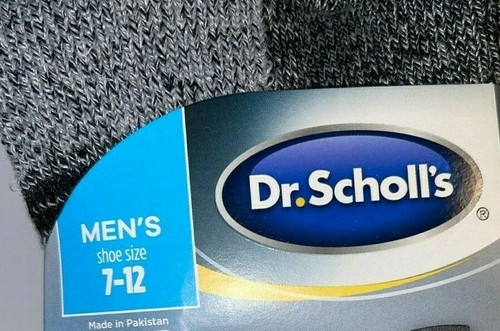 Dr.Scholl's
®
MEN'S
shoe size
7-12
Made in Pakistan